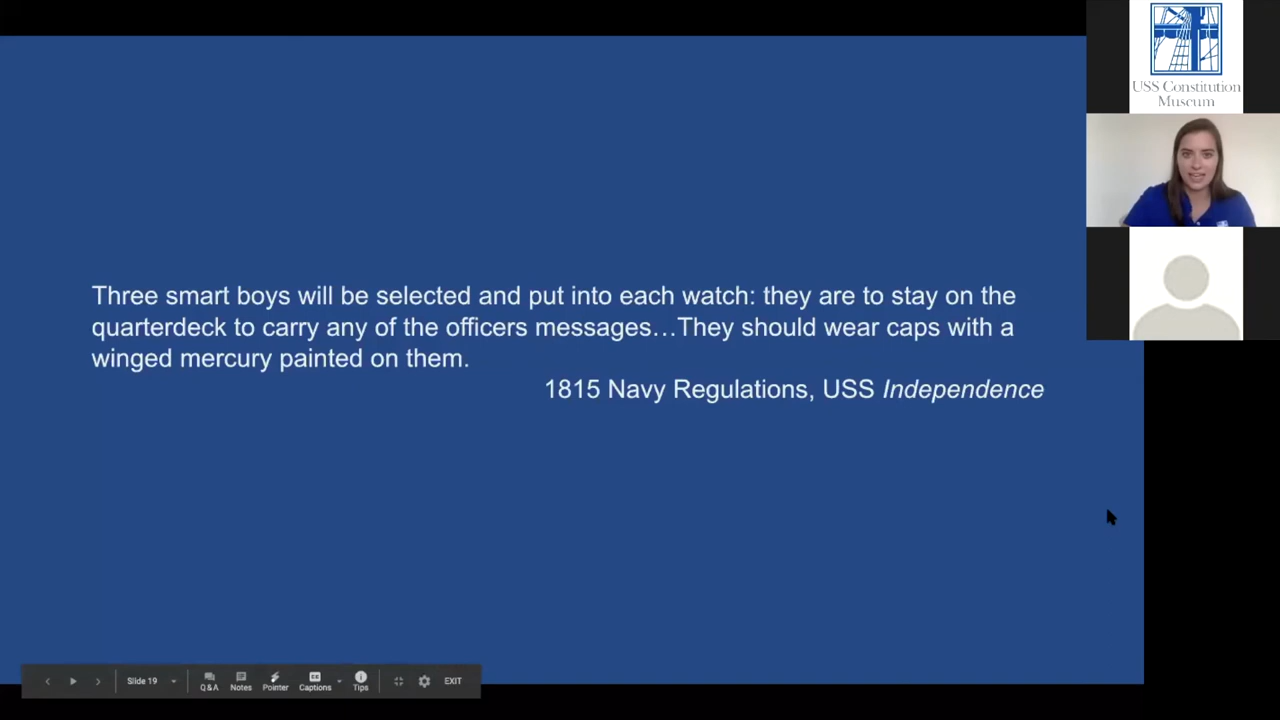 USS Constitution
Museum
Three smart boys will be selected and put into each watch: they are to stay on the
quarterdeck to carry any of the officers messages…They should wear caps with a
winged mercury painted on them.
1815 Navy Regulations, USS Independence
Slide 19
Q&A
Notes
Pointer
Captions
Tips
EXIT